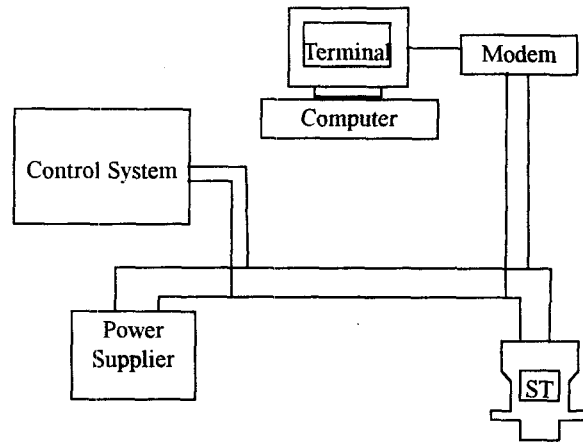 Terminal
Modem
Computer
Control System
Power
Supplier
ST